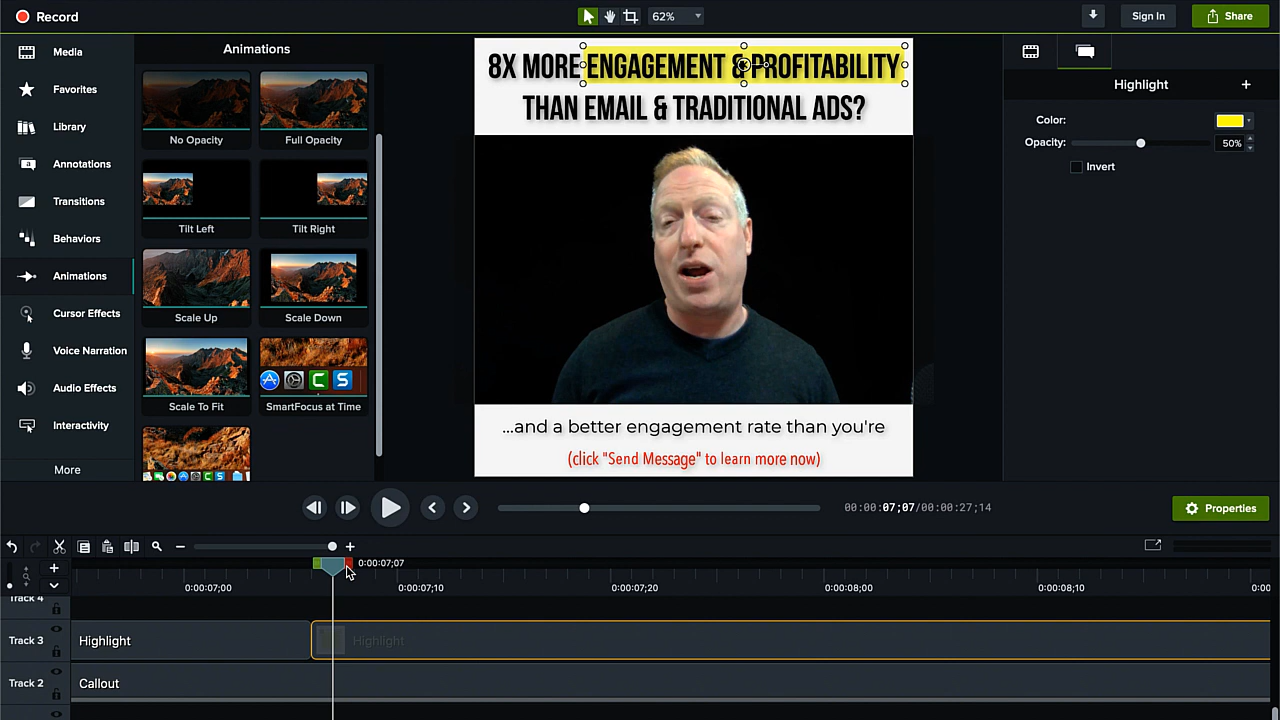 Record
62%
Sign In
Share
Media
Favorites
Library
Annotations
Transitions
Behaviors
Animations
Cursor Effects
Voice Narration
Audio Effects
Interactivity
More
Animations
No Opacity
Full Opacity
Tilt Left
Tilt Right
Scale Up
Scale Down
Scale To Fit
SmartFocus at Time
8X MORE ENGAGEMENT & PROFITABILITY
THAN EMAIL & TRADITIONAL ADS?
...and a better engagement rate than you're
(click "Send Message" to learn more now)
Highlight
Color:
Opacity:
50%
Invert
0:00:07;07/00:00:27;14
Properties
0:00:07;07
0:00:07;00
0:00:07;10
0:00:07;20
0:00:08;00
0:00:08;10
0:00
Track 4
Track 3
Highlight
Highlight
Track 2
Callout